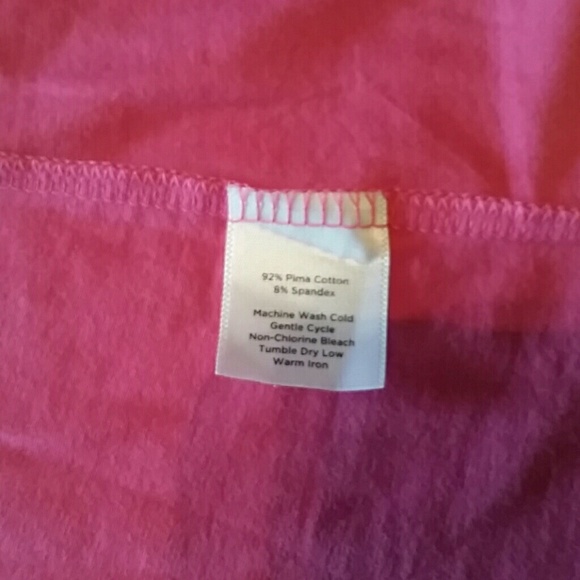 92% Pima Cotton
8% Spandex
Machine Wash Cold
Gentle Cycle
Non-Chlorine Bleach
Tumble Dry Low
Warm Iron